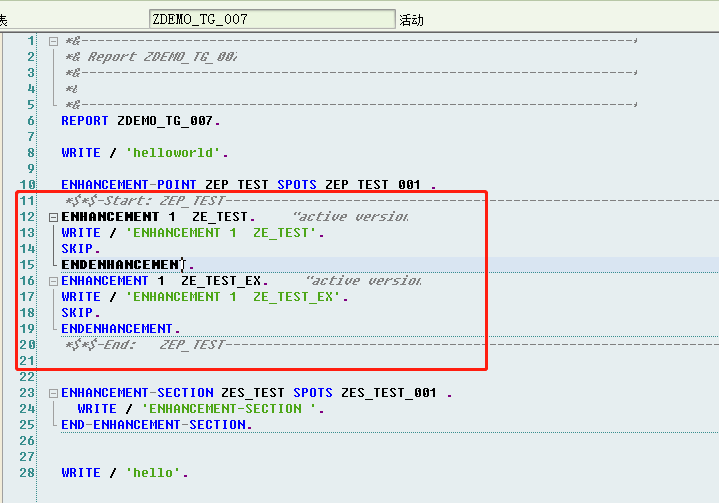 表 ZDEMO_TG_007 活动
1 *&---------------------------------------------------------------------*
2 *& Report ZDEMO_TG_007
3 *&---------------------------------------------------------------------*
4 *&
5 *&---------------------------------------------------------------------*
6 REPORT ZDEMO_TG_007.
7
8 WRITE / 'helloworld'.
9
10 ENHANCEMENT-POINT ZEP_TEST SPOTS ZEP_TEST_001 .
11 *$*$-Start: ZEP_TEST---------------------------------------------------------------------
12 ENHANCEMENT 1 ZE_TEST. "active version
13 WRITE / 'ENHANCEMENT 1 ZE_TEST'.
14 SKIP.
15 ENDENHANCEMENT.
16 ENHANCEMENT 1 ZE_TEST_EX. "active version
17 WRITE / 'ENHANCEMENT 1 ZE_TEST_EX'.
18 SKIP.
19 ENDENHANCEMENT.
20 *$*$-End: ZEP_TEST---------------------------------------------------------------------
21
22
23 ENHANCEMENT-SECTION ZES_TEST SPOTS ZES_TEST_001 .
24 WRITE / 'ENHANCEMENT-SECTION '.
25 END-ENHANCEMENT-SECTION.
26
27
28 WRITE / 'hello'.